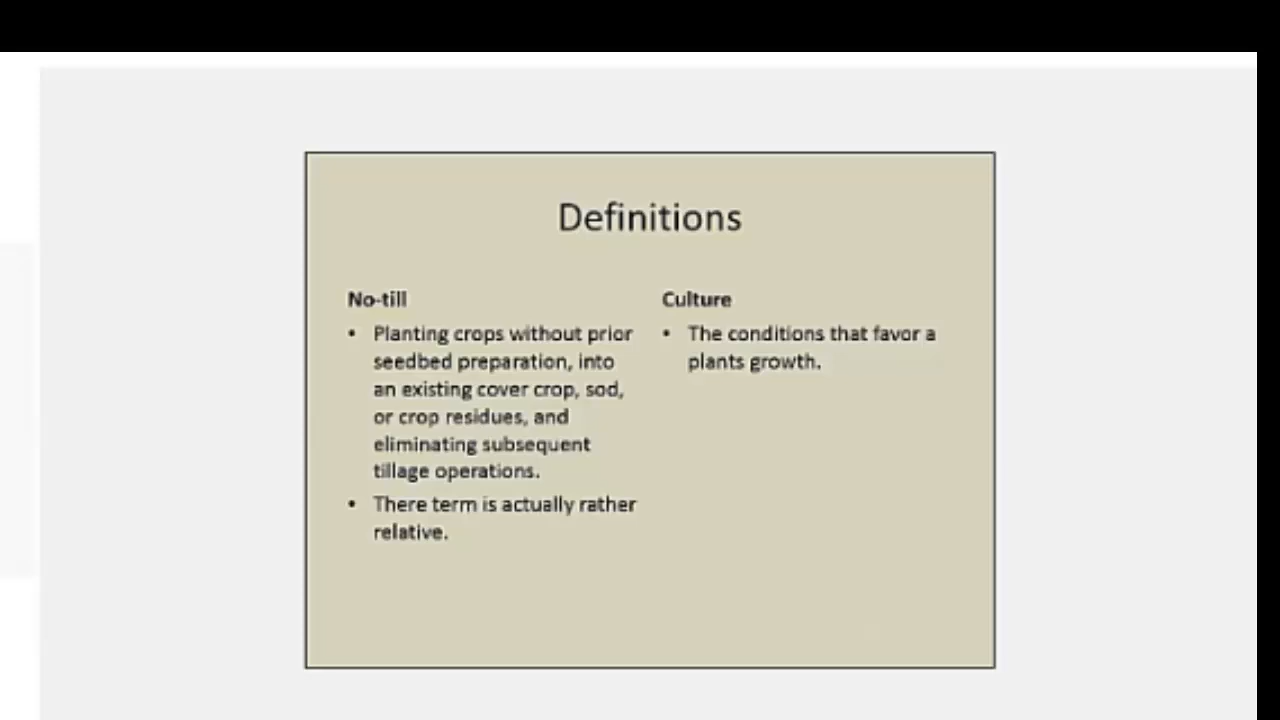 Definitions
No-till
• Planting crops without prior
seedbed preparation, into
an existing cover crop, sod,
or crop residues, and
eliminating subsequent
tillage operations.
• There term is actually rather
relative.
Culture
• The conditions that favor a
plants growth.